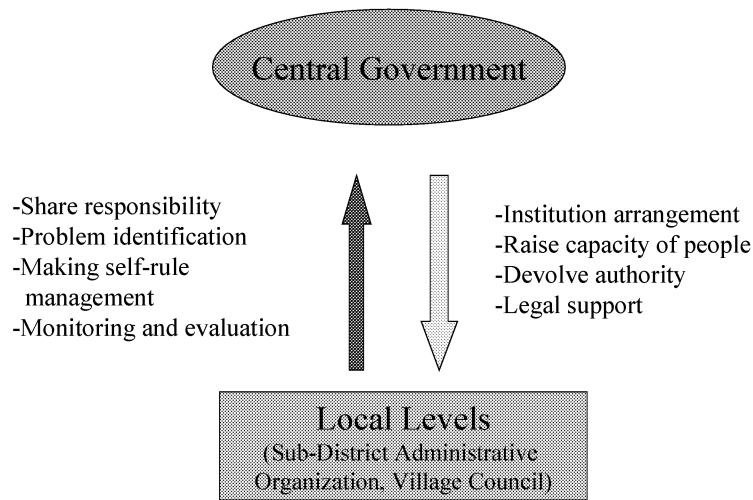 Central Government
-Share responsibility
-Problem identification
-Making self-rule
management
-Monitoring and evaluation
-Institution arrangement
-Raise capacity of people
-Devolve authority
-Legal support
Local Levels
(Sub-District Administrative
Organization, Village Council)